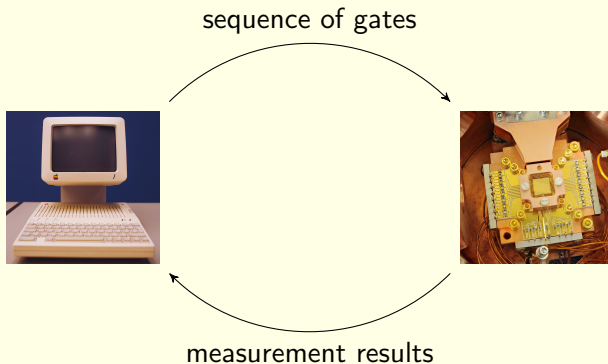 sequence of gates
measurement results